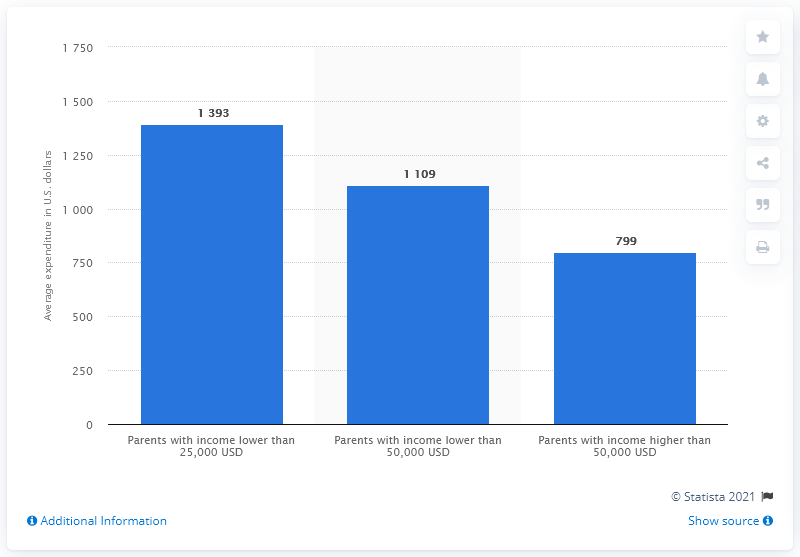 1 750
1 500
1 250
1 000
750
500
250
0
Average expenditure in U.S. dollars
1 393
1 109
799
Parents with income lower than
25,000 USD
Parents with income lower than
50,000 USD
Parents with income higher than
50,000 USD
© Statista 2021
Additional Information
Show source